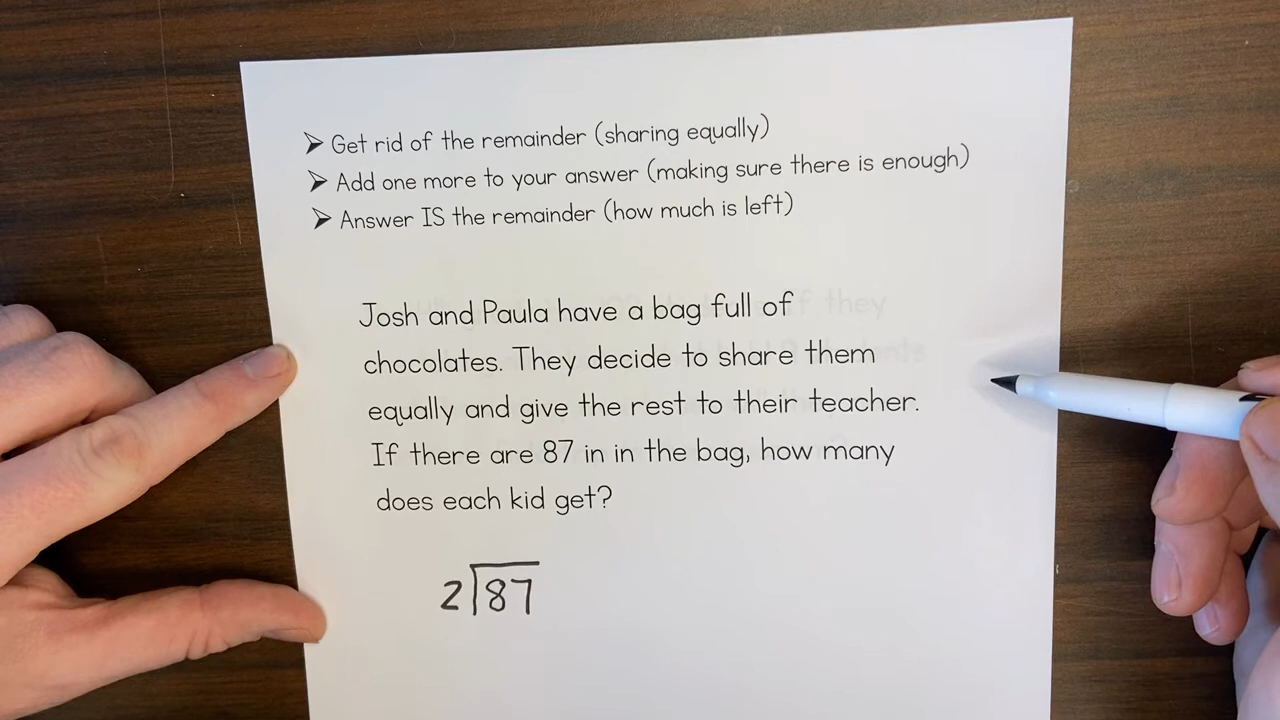 ➢ Get rid of the remainder (sharing equally)
➢ Add one more to your answer (making sure there is enough)
➢ Answer IS the remainder (how much is left)
Josh and Paula have a bag full of
chocolates. They decide to share them
equally and give the rest to their teacher.
If there are 87 in in the bag, how many
does each kid get?
2⟌87